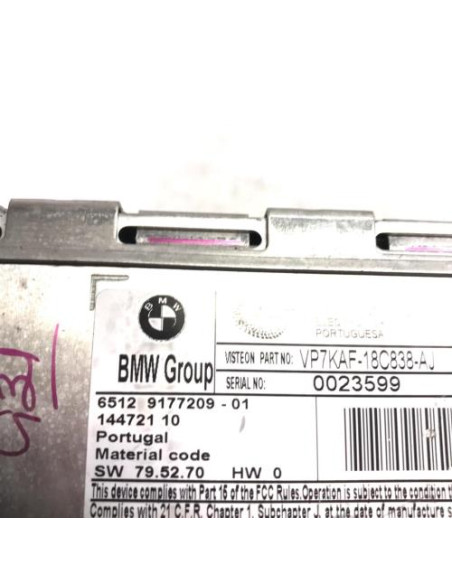 BMW
PORTUGUESA
BMW Group
VISTEON PART NO: VP7KAF-18C838-AJ
SERIAL NO: 0023599
6512 9177209 - 01
144721 10
Portugal
Material code
SW 79.52.70 HW 0
This device complies with Part 15 of the FCC Rules. Operation is subject to the condition
Complies with 21 C.F.R. Chapter 1, Subchapter J, at the date of manufacture